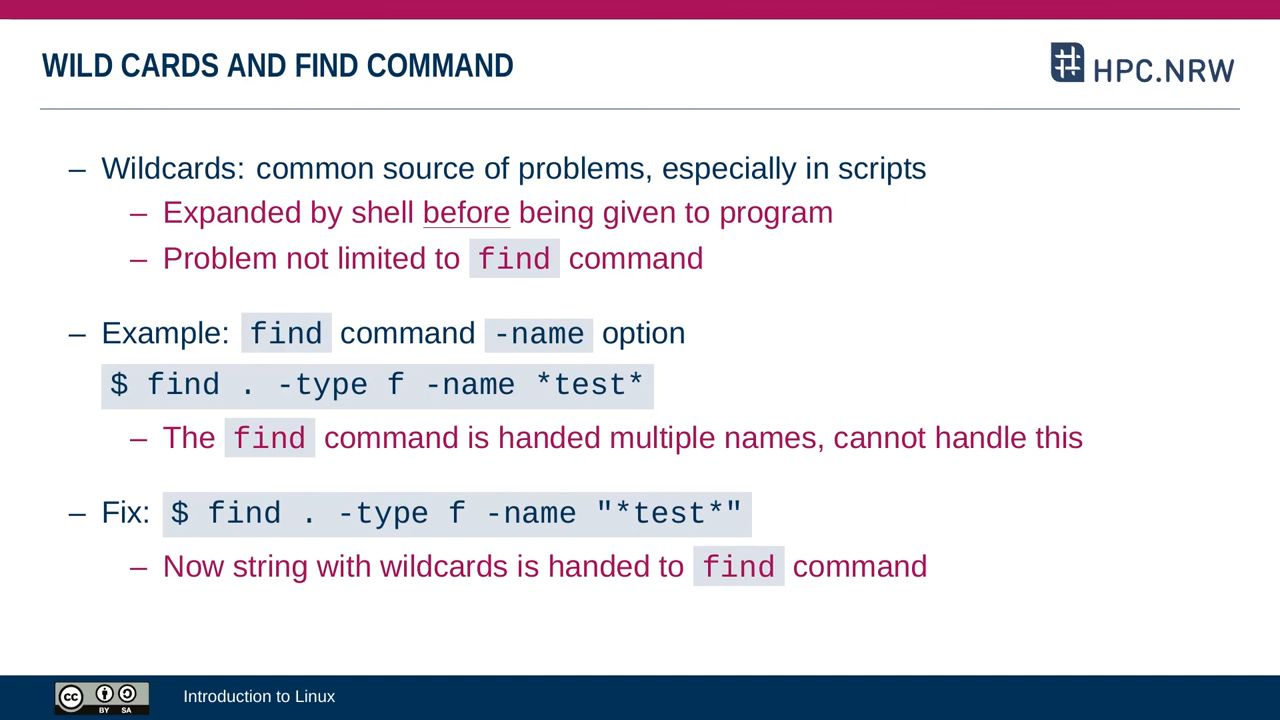 WILD CARDS AND FIND COMMAND
HPC.NRW
– Wildcards: common source of problems, especially in scripts
– Expanded by shell before being given to program
– Problem not limited to find command
– Example: find command -name option
$ find . -type f -name *test*
– The find command is handed multiple names, cannot handle this
– Fix: $ find . -type f -name "*test*"
– Now string with wildcards is handed to find command
cc BY SA
Introduction to Linux